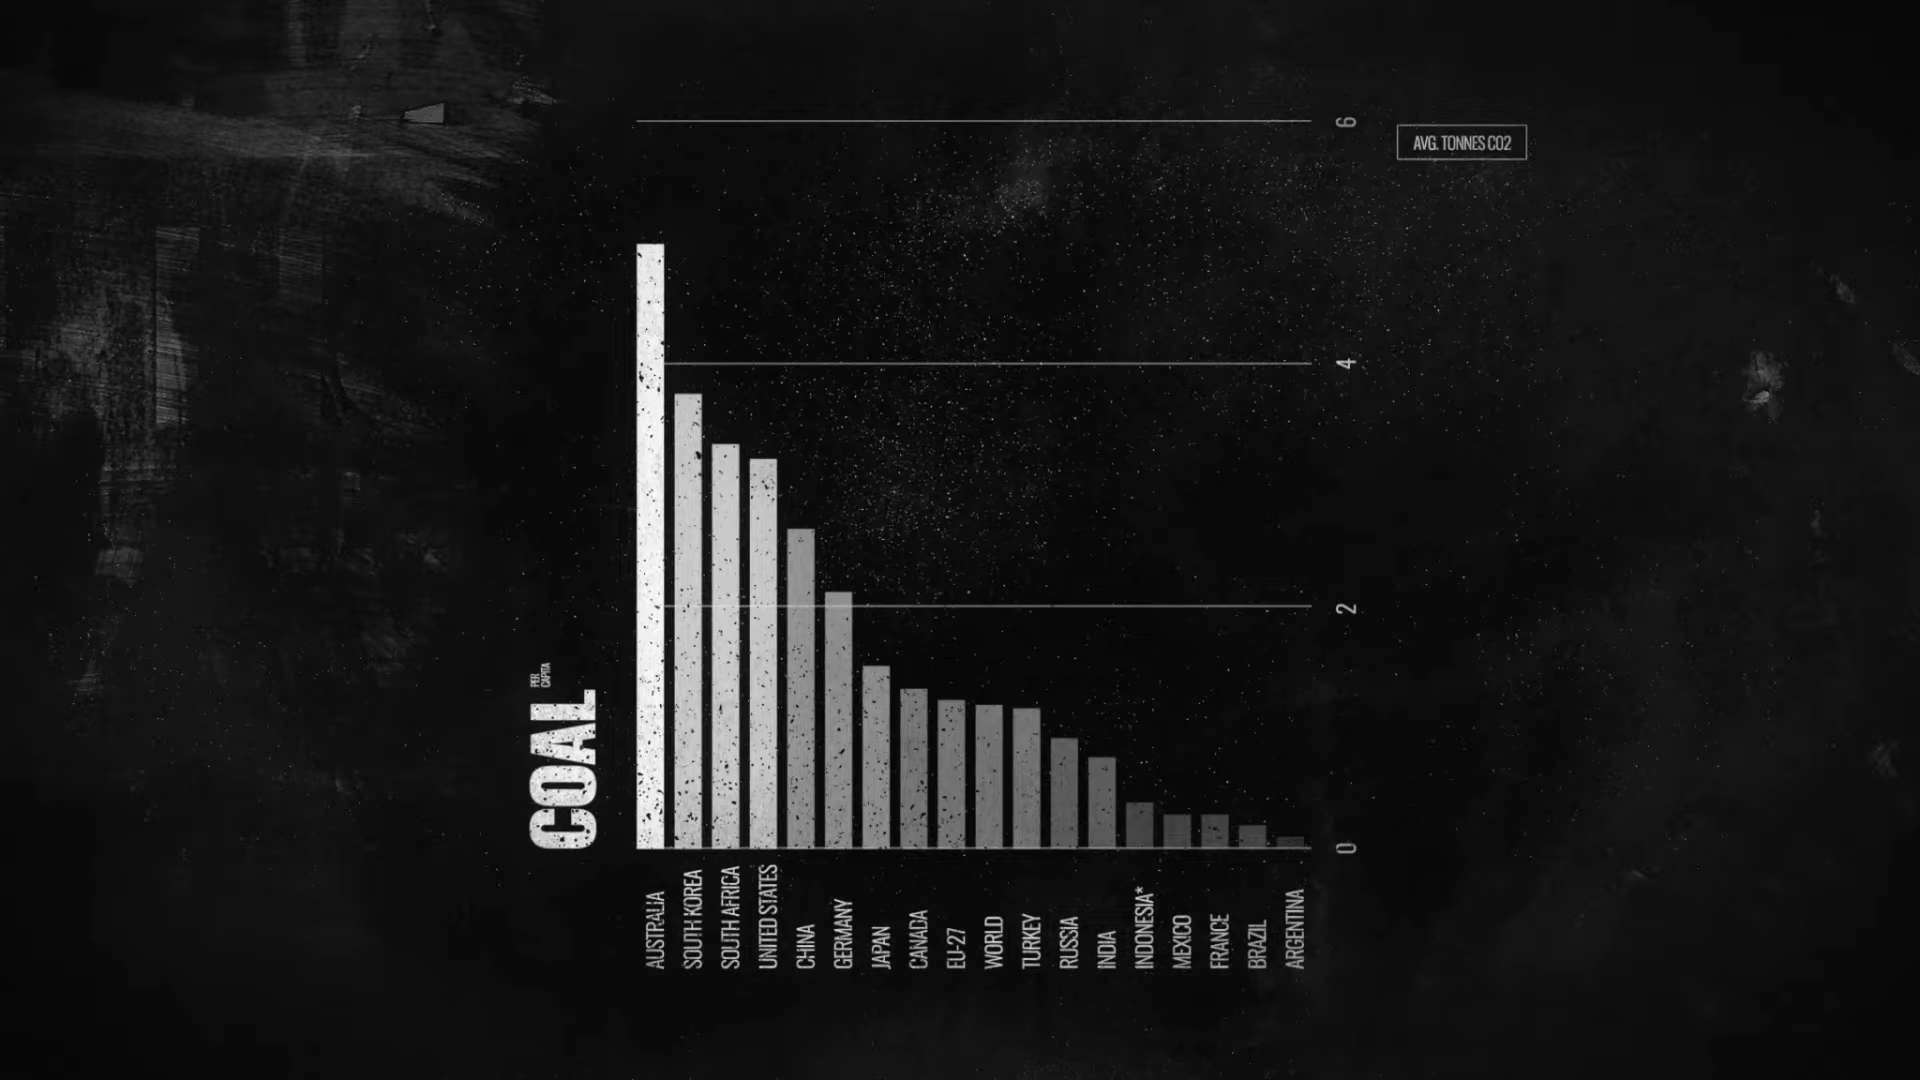 6
AVG. TONNES CO2
4
2
0
COAL
PER
CAPITA
AUSTRALIA
SOUTH KOREA
SOUTH AFRICA
UNITED STATES
CHINA
GERMANY
JAPAN
CANADA
EU-27
WORLD
TURKEY
RUSSIA
INDIA
INDONESIA*
MEXICO
FRANCE
BRAZIL
ARGENTINA